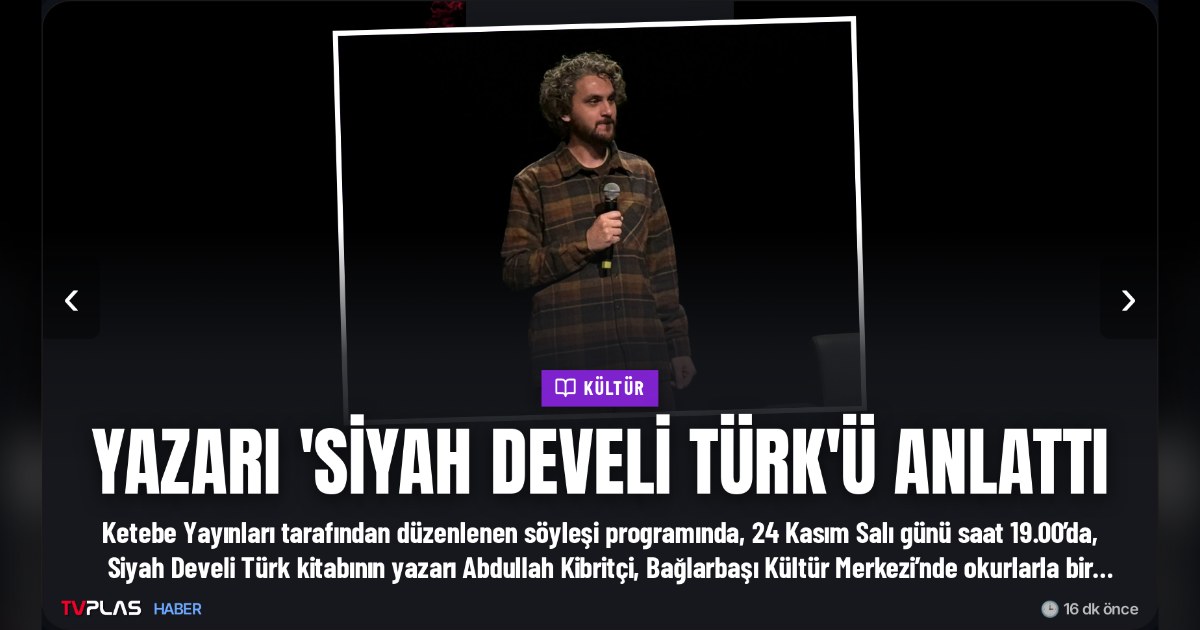 KÜLTÜR
YAZARI 'SİYAH DEVELİ TÜRK'Ü ANLATTI
Ketebe Yayınları tarafından düzenlenen söyleşi programında, 24 Kasım Salı günü saat 19.00’da,
Siyah Develi Türk kitabının yazarı Abdullah Kibritçi, Bağlarbaşı Kültür Merkezi’nde okurlarla bir...
TVPLAS HABER
16 dk önce